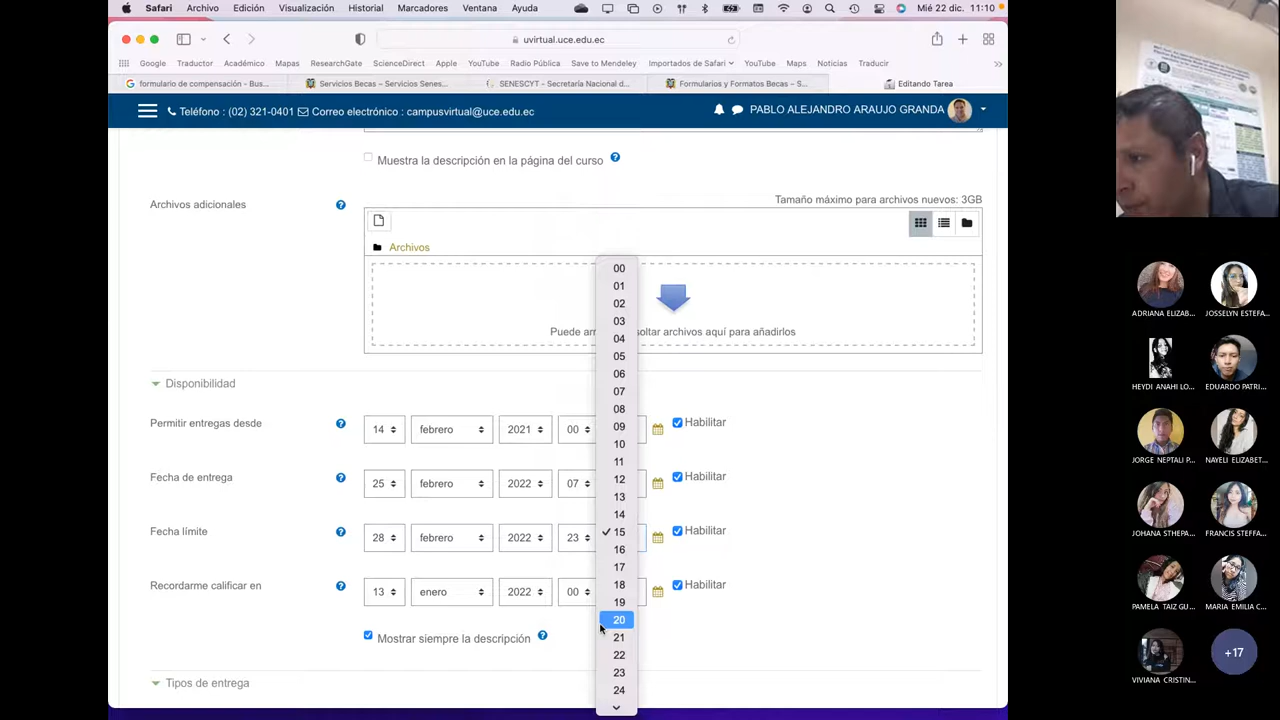 Safari Archivo Edición Visualización Historial Marcadores Ventana Ayuda Mié 22 dic. 11:10
uvirtual.uce.edu.ec
Google Traductor Académico Mapas ResearchGate ScienceDirect Apple YouTube Radio Pública Save to Mendeley Importados de Safari YouTube Maps Noticias Traducir
formulario de compensación - Bus... Servicios Becas – Servicios Senes... SENESCYT - Secretaría Nacional d... Formularios y Formatos Becas – S... Editando Tarea
Teléfono : (02) 321-0401 Correo electrónico : campusvirtual@uce.edu.ec PABLO ALEJANDRO ARAUJO GRANDA
Muestra la descripción en la página del curso
Archivos adicionales
Tamaño máximo para archivos nuevos: 3GB
Archivos
Puede arr
soltar archivos aquí para añadirlos
Disponibilidad
Permitir entregas desde 14 febrero 2021 00 Habilitar
Fecha de entrega 25 febrero 2022 07 Habilitar
Fecha límite 28 febrero 2022 23 Habilitar
Recordarme calificar en 13 enero 2022 00 Habilitar
Mostrar siempre la descripción
Tipos de entrega
00
01
02
03
04
05
06
07
08
09
10
11
12
13
14
✓ 15
16
17
18
19
20
21
22
23
24
ADRIANA ELIZAB... JOSSELYN ESTEFA...
HEYDI ANAHI LO... EDUARDO PATRI...
JORGE NEPTALI P... NAYELI ELIZABET...
JOHANA STHEPA... FRANCIS STEFFA...
PAMELA TAIZ GU... MARIA EMILIA C...
VIVIANA CRISTIN... +17